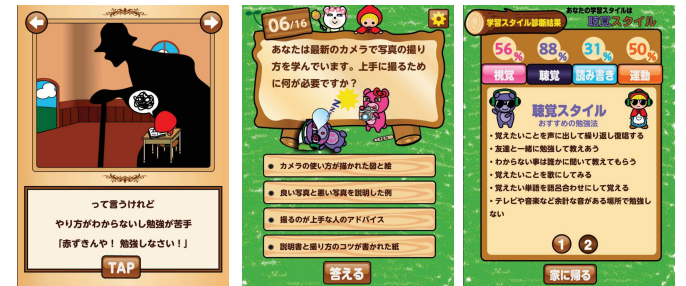 って言うけれど
やり方がわからないし勉強が苦手
「赤ずきんや！ 勉強しなさい！」
TAP
06/16
あなたは最新のカメラで写真の撮り
方を学んでいます。上手に撮るため
に何が必要ですか？
カメラの使い方が描かれた図と絵
良い写真と悪い写真を説明した例
撮るのが上手な人のアドバイス
説明書と撮り方のコツが書かれた紙
答える
学習スタイル診断結果
あなたの学習スタイルは
聴覚スタイル
56% 88% 31% 50%
視覚 聴覚 読み書き 運動
聴覚スタイル
おすすめの勉強法
・覚えたいことを声に出して繰り返し復唱する
・友達と一緒に勉強して教えあう
・わからない事は誰かに聞いて教えてもらう
・覚えたいことを歌にしてみる
・覚えたい単語を語呂合わせにして覚える
・テレビや音楽など余計な音がある場所で勉強し
ない
1 2
家に帰る